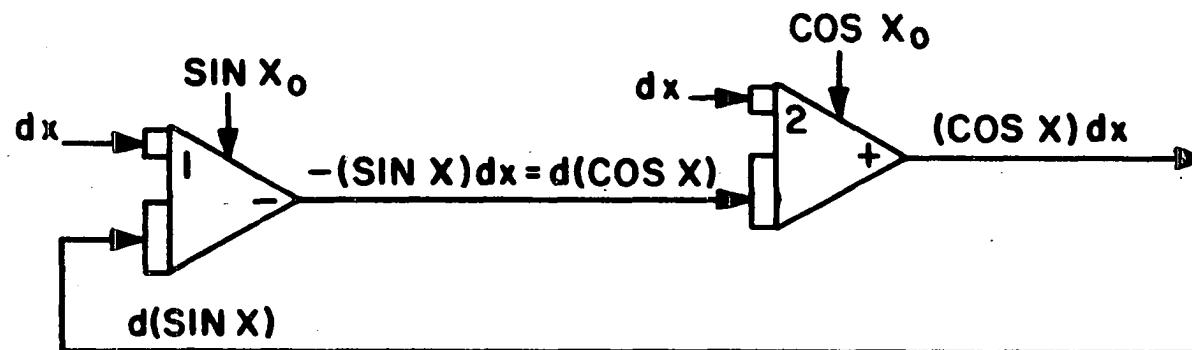 SIN X₀
dx
1
-
-(SIN X)dx = d(COS X)
d(SIN X)
COS X₀
dx
2
+
(COS X)dx